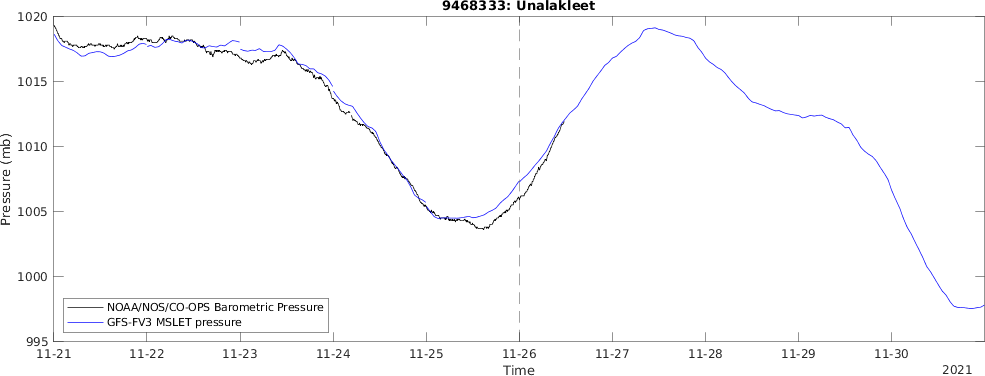 9468333: Unalakleet
1020
1015
1010
1005
1000
995
Pressure (mb)
NOAA/NOS/CO-OPS Barometric Pressure
GFS-FV3 MSLET pressure
11-21 11-22 11-23 11-24 11-25 11-26 11-27 11-28 11-29 11-30
Time
2021